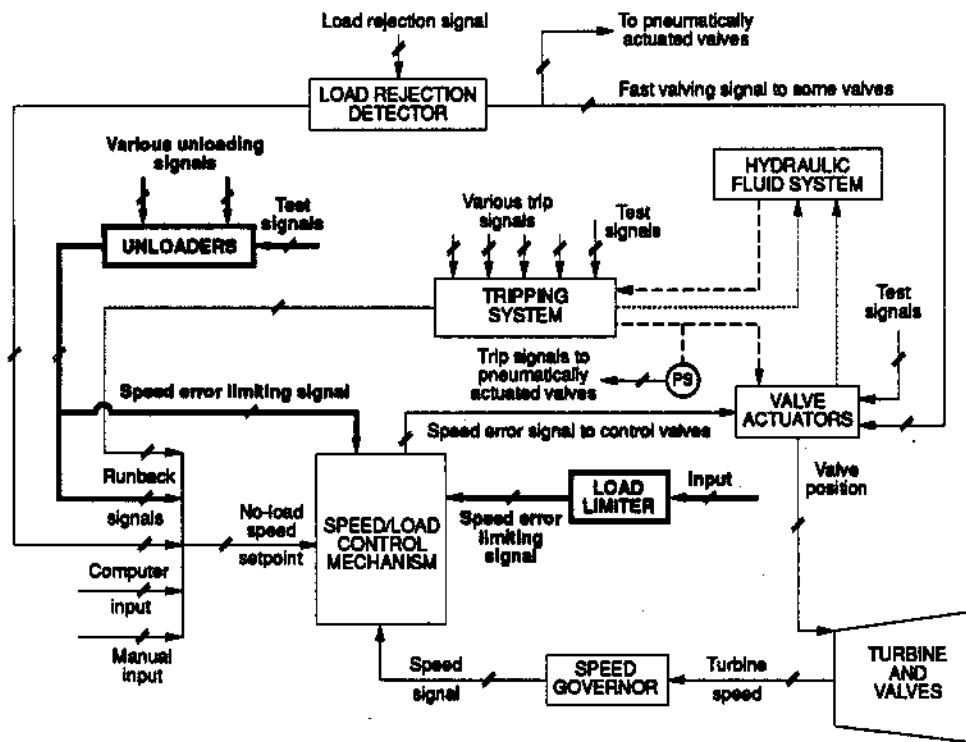 Load rejection signal
To pneumatically
actuated valves
LOAD REJECTION
DETECTOR
Fast valving signal to some valves
Various unloading
signals
Test
signals
UNLOADERS
HYDRAULIC
FLUID SYSTEM
Various trip
signals
Test
signals
TRIPPING
SYSTEM
Test
signals
Trip signals to
pneumatically
actuated valves
PS
VALVE
ACTUATORS
Speed error limiting signal
Speed error signal to control valves
Runback
signals
No-load
speed
setpoint
SPEED/LOAD
CONTROL
MECHANISM
LOAD
LIMITER
Input
Speed error
limiting
signal
Valve
position
Computer
input
Manual
input
Speed
signal
SPEED
GOVERNOR
Turbine
speed
TURBINE
AND
VALVES